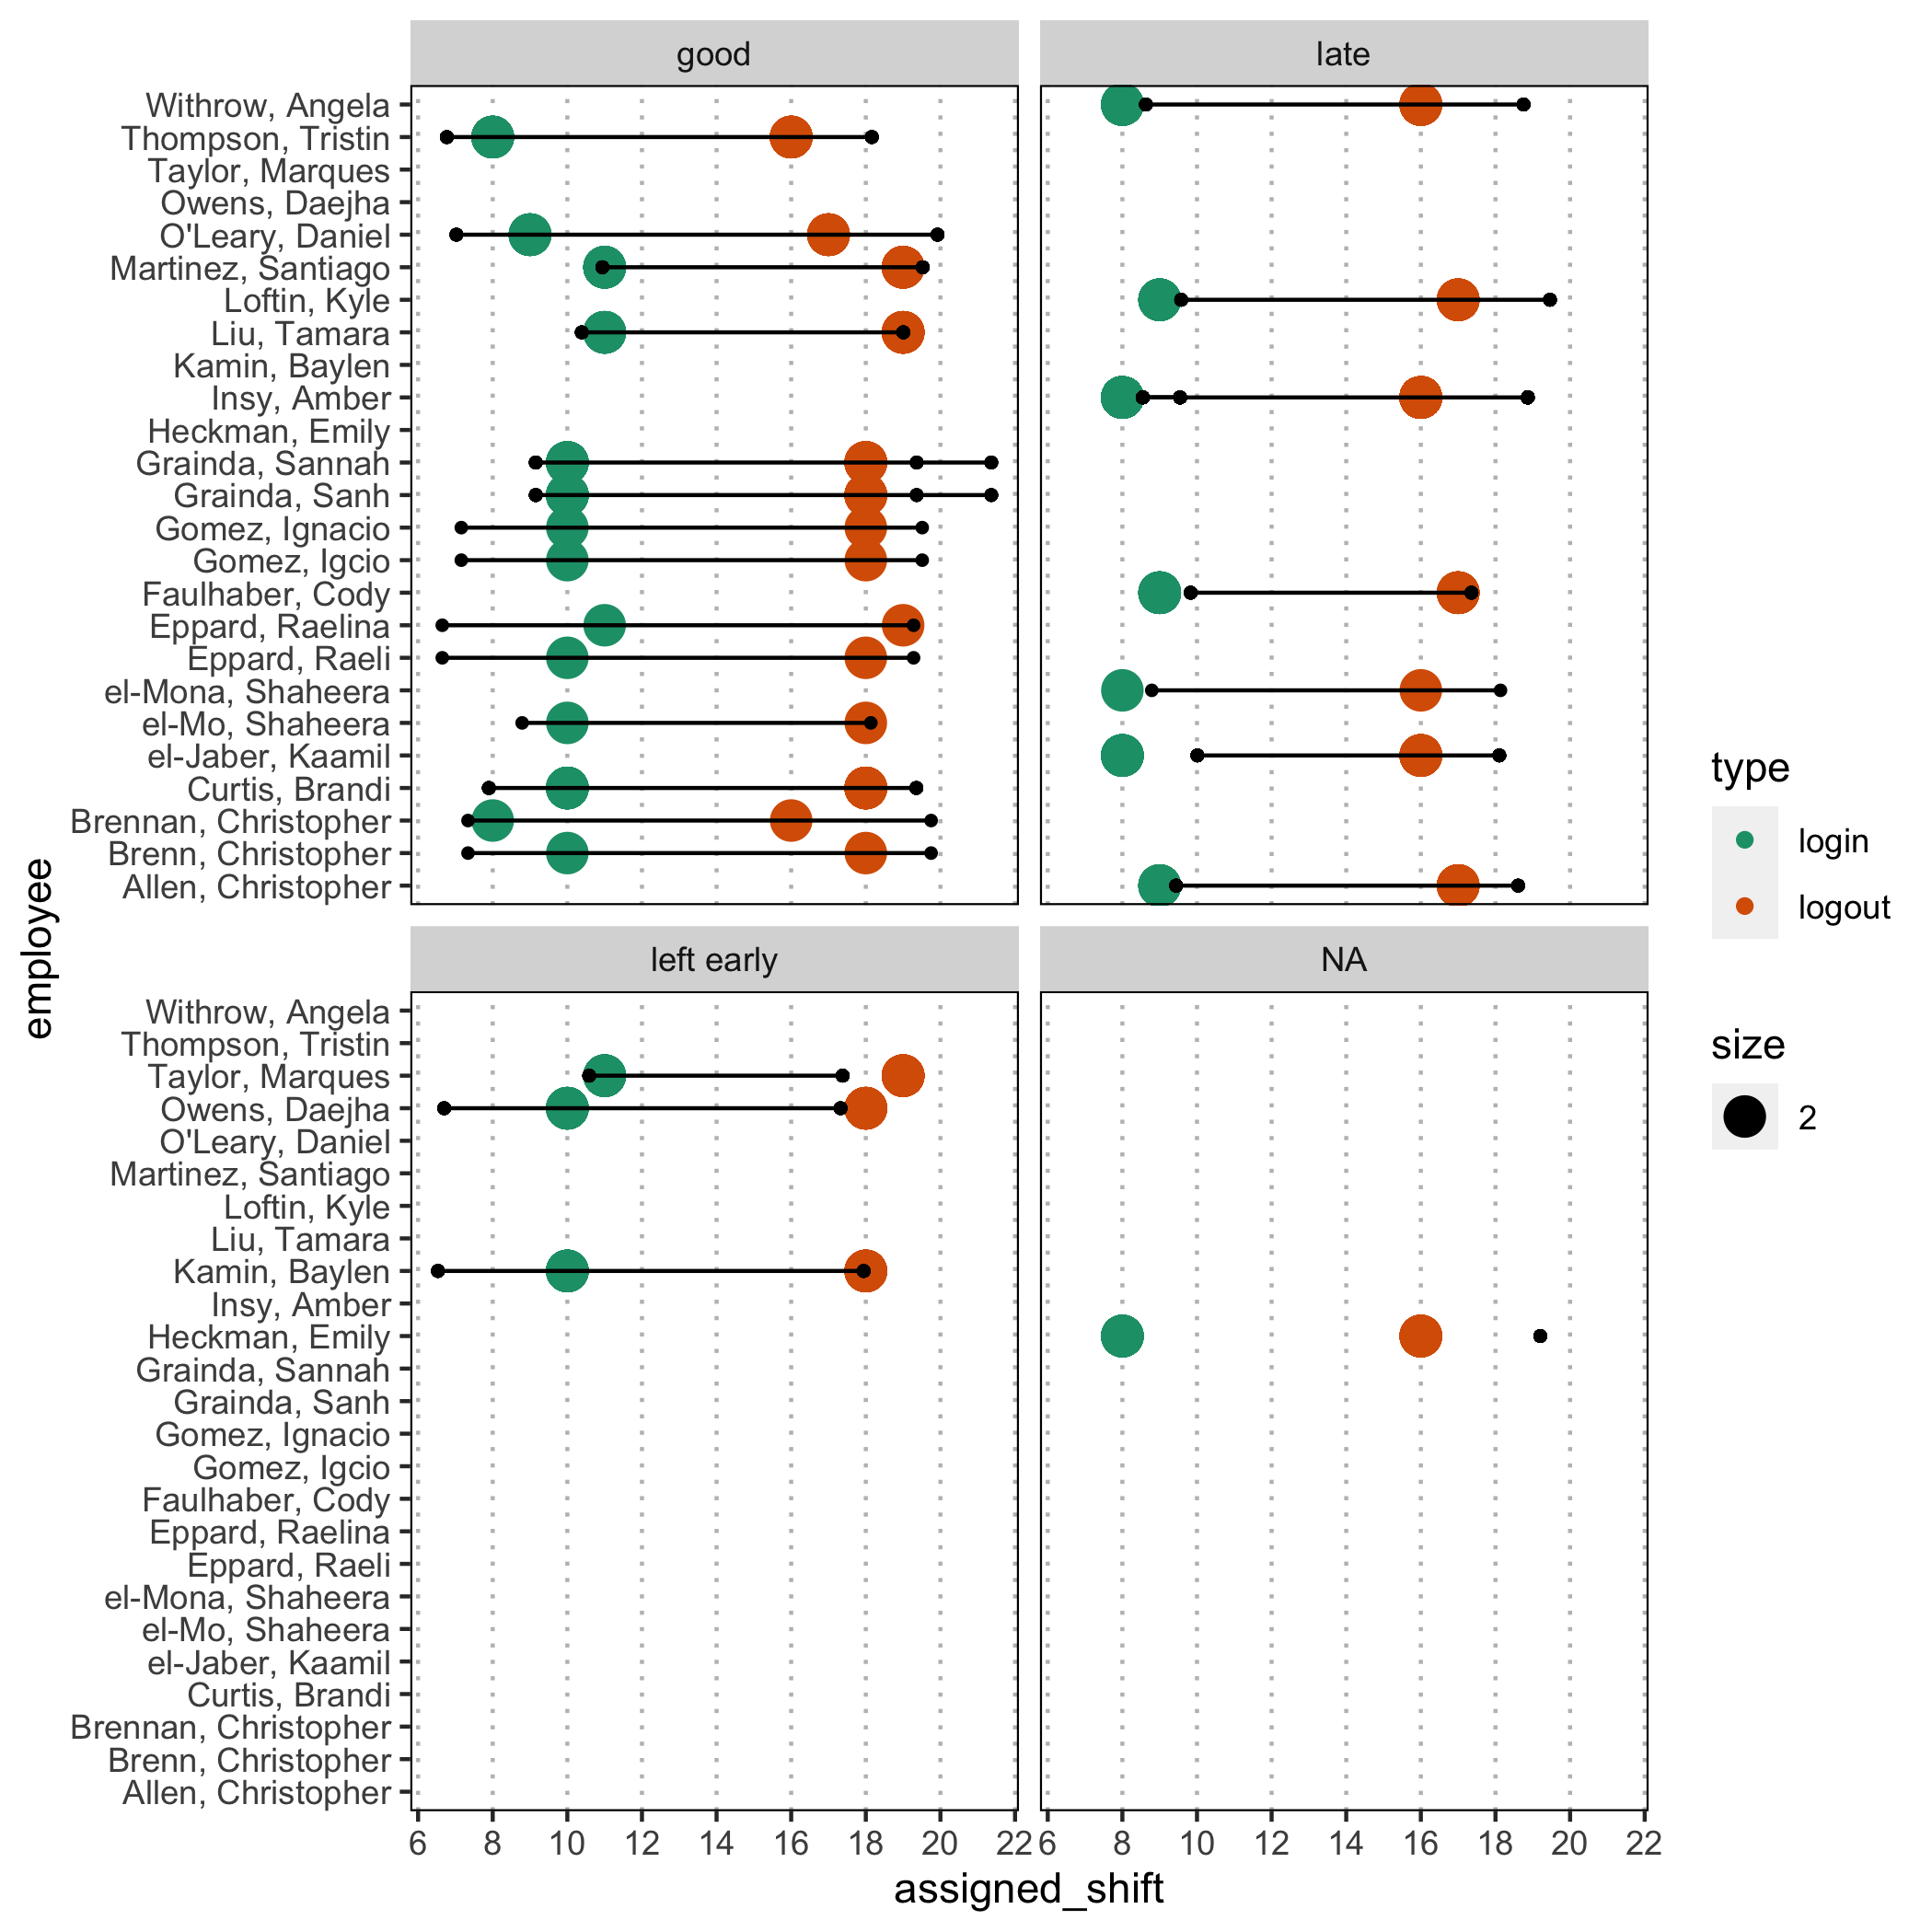 good
late
Withrow, Angela
Thompson, Tristin
Taylor, Marques
Owens, Daejha
O'Leary, Daniel
Martinez, Santiago
Loftin, Kyle
Liu, Tamara
Kamin, Baylen
Insy, Amber
Heckman, Emily
Grainda, Sannah
Grainda, Sanh
Gomez, Ignacio
Gomez, Igcio
Faulhaber, Cody
Eppard, Raelina
Eppard, Raeli
el-Mona, Shaheera
el-Mo, Shaheera
el-Jaber, Kaamil
Curtis, Brandi
Brennan, Christopher
Brenn, Christopher
Allen, Christopher
left early
NA
Withrow, Angela
Thompson, Tristin
Taylor, Marques
Owens, Daejha
O'Leary, Daniel
Martinez, Santiago
Loftin, Kyle
Liu, Tamara
Kamin, Baylen
Insy, Amber
Heckman, Emily
Grainda, Sannah
Grainda, Sanh
Gomez, Ignacio
Gomez, Igcio
Faulhaber, Cody
Eppard, Raelina
Eppard, Raeli
el-Mona, Shaheera
el-Mo, Shaheera
el-Jaber, Kaamil
Curtis, Brandi
Brennan, Christopher
Brenn, Christopher
Allen, Christopher
6 8 10 12 14 16 18 20 22
6 8 10 12 14 16 18 20 22
assigned_shift
employee
type
login
logout
size
2